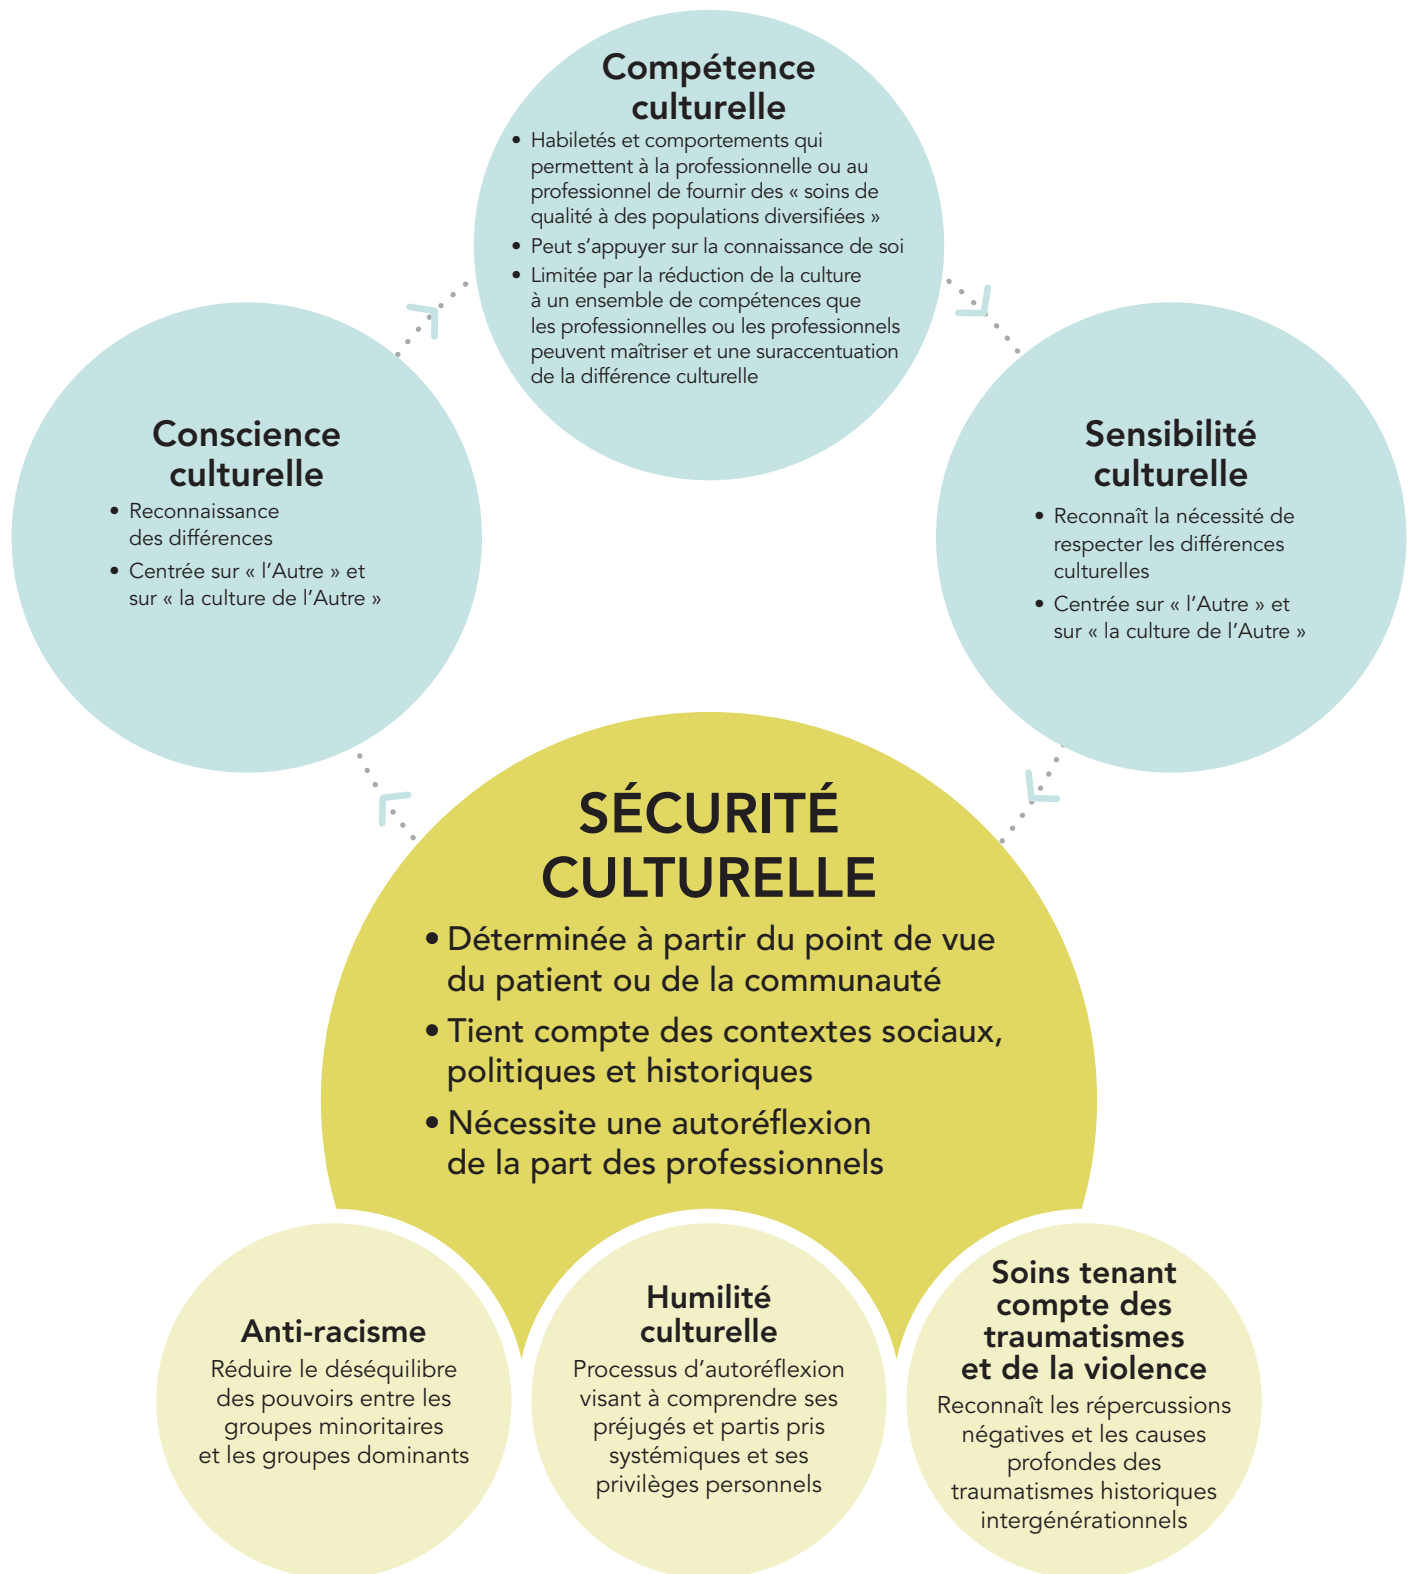 Compétence
culturelle
• Habiletés et comportements qui
permettent à la professionnelle ou au
professionnel de fournir des « soins de
qualité à des populations diversifiées »
• Peut s'appuyer sur la connaissance de soi
• Limitée par la réduction de la culture
à un ensemble de compétences que
les professionnelles ou les professionnels
peuvent maîtriser et une suraccentuation
de la différence culturelle
Conscience
culturelle
• Reconnaissance
des différences
• Centrée sur « l'Autre » et
sur « la culture de l'Autre »
Sensibilité
culturelle
• Reconnaît la nécessité de
respecter les différences
culturelles
• Centrée sur « l'Autre » et
sur « la culture de l'Autre »
SÉCURITÉ
CULTURELLE
• Déterminée à partir du point de vue
du patient ou de la communauté
• Tient compte des contextes sociaux,
politiques et historiques
• Nécessite une autoréflexion
de la part des professionnels
Anti-racisme
Réduire le déséquilibre
des pouvoirs entre les
groupes minoritaires
et les groupes dominants
Humilité
culturelle
Processus d'autoréflexion
visant à comprendre ses
préjugés et partis pris
systémiques et ses
privilèges personnels
Soins tenant
compte des
traumatismes
et de la violence
Reconnaît les répercussions
négatives et les causes
profondes des
traumatismes historiques
intergénérationnels